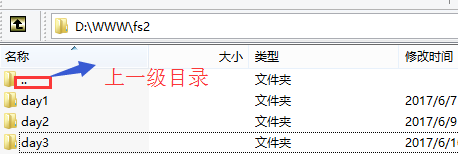 D:\WWW\fs2
名称 大小 类型 修改时间
.. 上一级目录 文件夹
day1 文件夹 2017/6/7
day2 文件夹 2017/6/9
day3 文件夹 2017/6/10